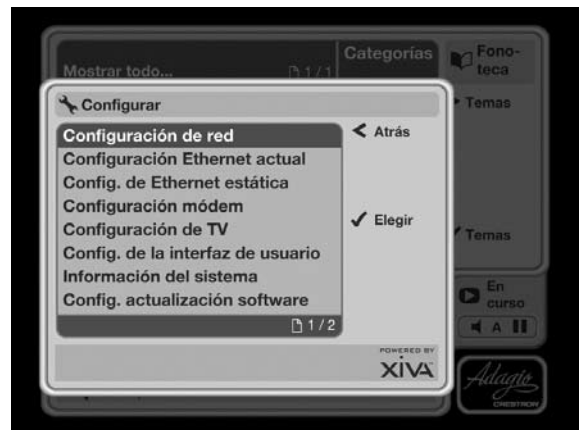 Categorías
Mostrar todo... 1/1
Fono-
teca
Temas
Configurar
Configuración de red
Configuración Ethernet actual
Config. de Ethernet estática
Configuración módem
Configuración de TV
Config. de la interfaz de usuario
Información del sistema
Config. actualización software
1/2
Atrás
Elegir
Temas
En
curso
A
POWERED BY
XiVA
Adagio
CRESTRON